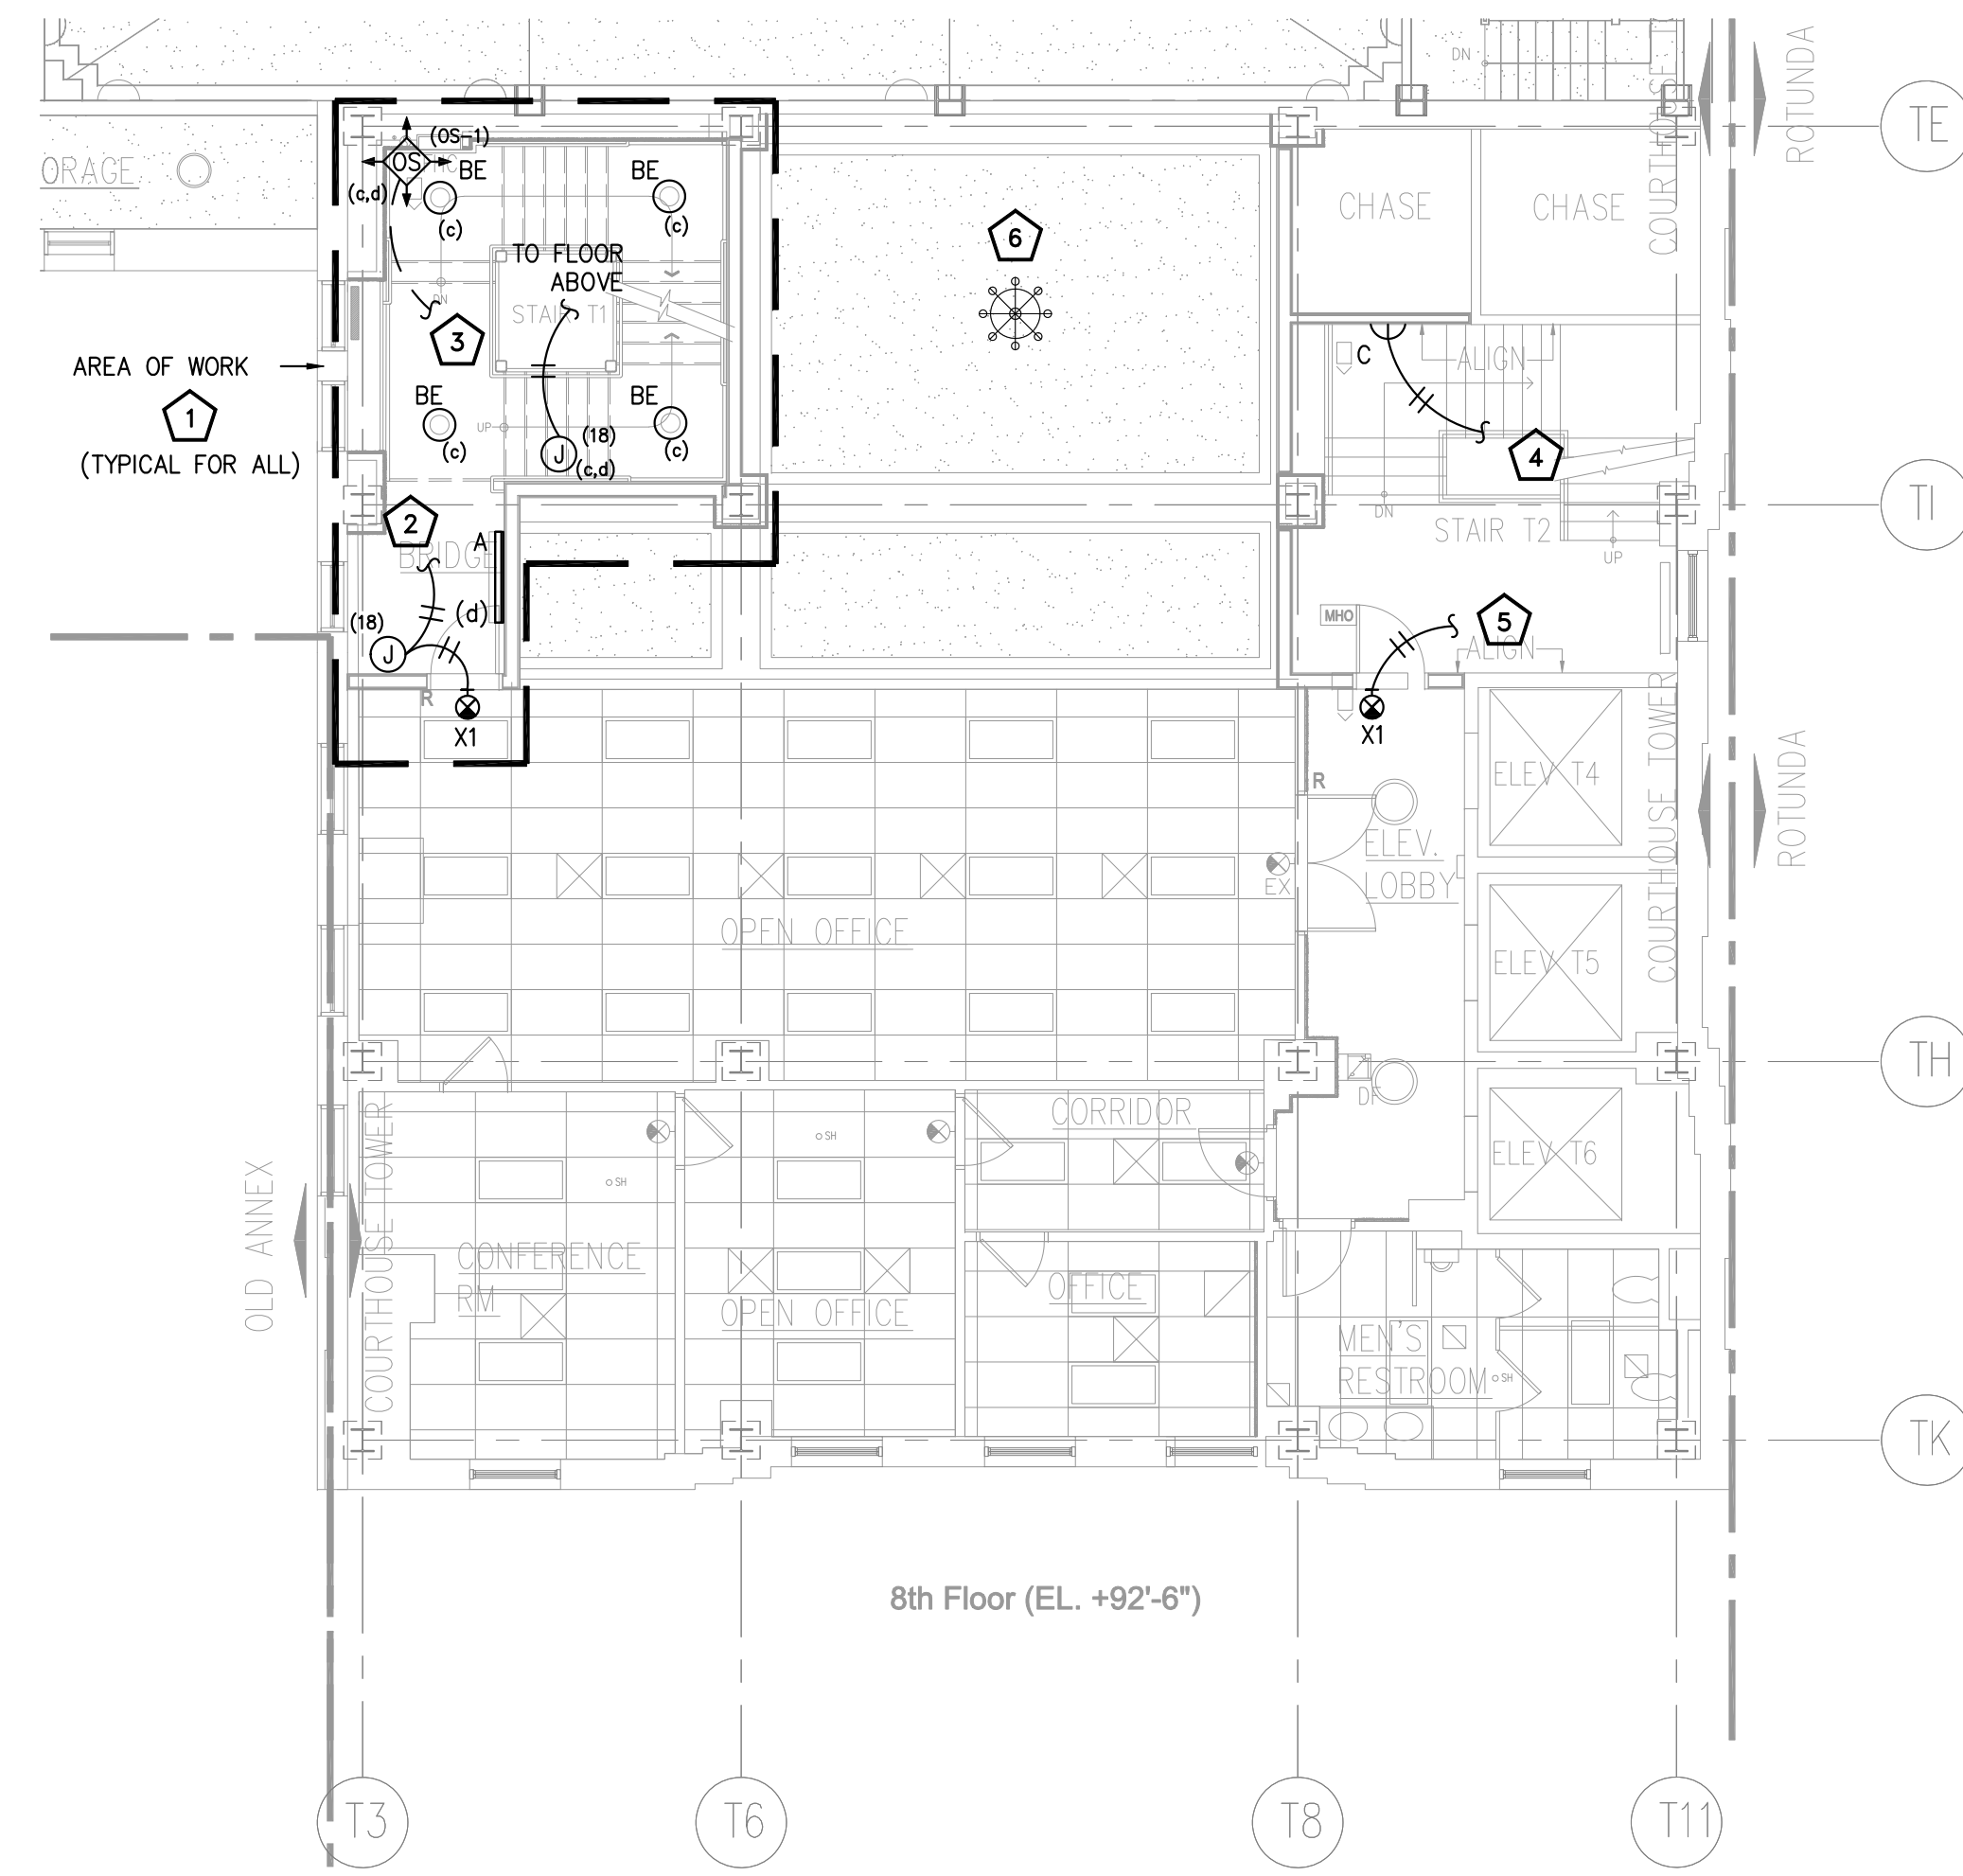 DN
ROTUNDA
COURTHOUSE T
TE
ORAGE
(OS-1)
OS
BE
BE
(c,d)
(c)
(c)
CHASE
CHASE
6
TO FLOOR
ABOVE
DN
STAIR T1
3
AREA OF WORK
1
(TYPICAL FOR ALL)
C
ALIGN
BE
BE
UP
(18)
(c)
(c)
J
(c,d)
4
2
DN
TI
STAIR T2
A
BRIDGE
UP
(18)
(d)
MHO
5
J
ALIGN
R
X1
X1
COURTHOUSE TOWER
ROTUNDA
R
ELEV T4
ELEV.
LOBBY
EX
OPEN OFFICE
ELEV T5
TH
DF
CORRIDOR
SH
ELEV T6
SH
OLD ANNEX
COURTHOUSE TOWER
CONFERENCE
RM
OPEN OFFICE
OFFICE
MEN'S
RESTROOM
SH
TK
8th Floor (EL. +92'-6")
T3
T6
T8
T11